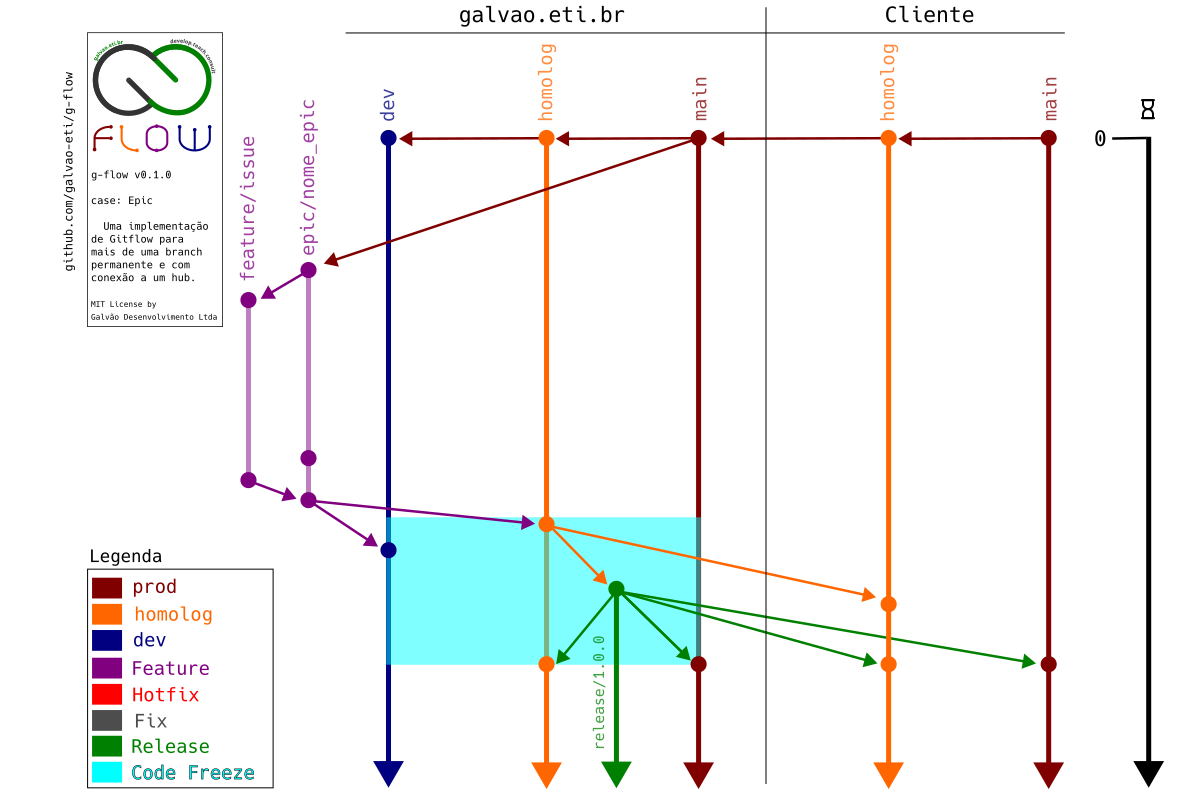 galvao.eti.br
Cliente
galvao.eti.br
develop.teach.consult
FLOW
g-flow v0.1.0
case: Epic
Uma implementação
de Gitflow para
mais de uma branch
permanente e com
conexão a um hub.
MIT License by
Galvão Desenvolvimento Ltda
github.com/galvao-eti/g-flow
feature/issue
epic/nome_epic
dev
homolog
main
homolog
main
0
release/1.0.0
Legenda
prod
homolog
dev
Feature
Hotfix
Fix
Release
Code Freeze